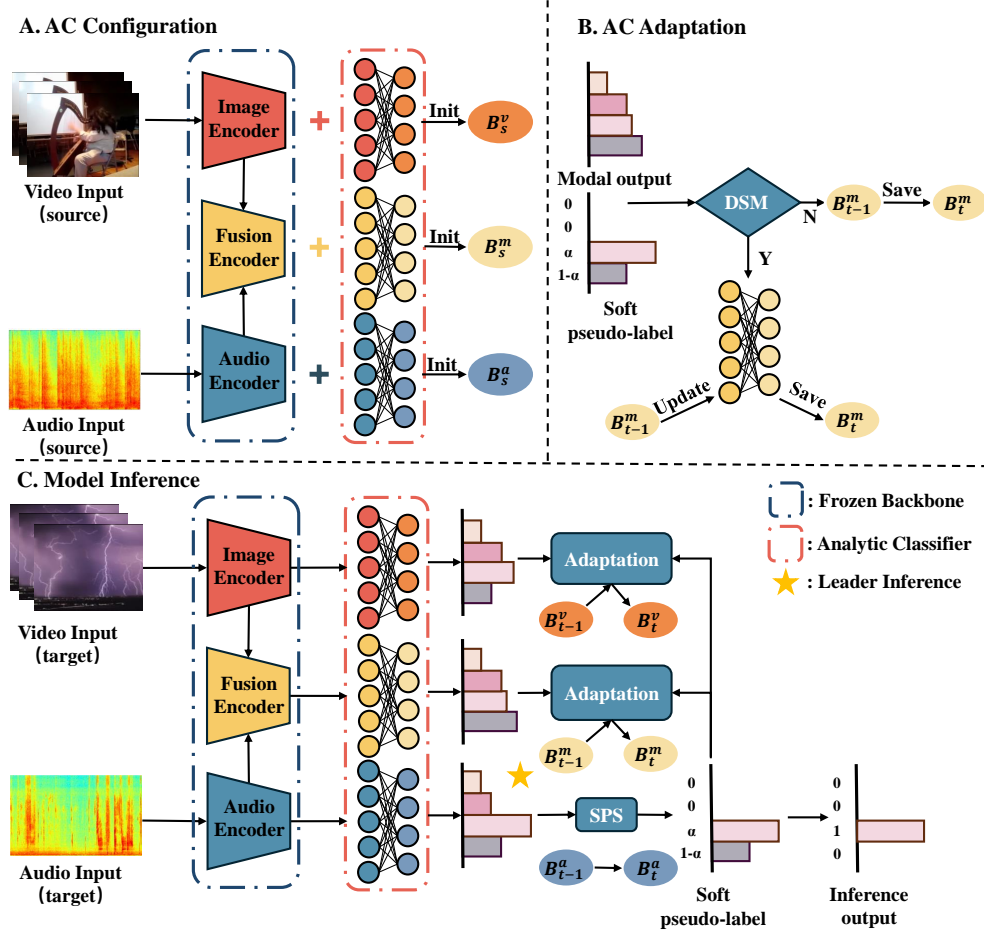 A. AC Configuration
Video Input
(source)
Audio Input
(source)
Image
Encoder
Fusion
Encoder
Audio
Encoder
+
+
+
Init
Init
Init
B_s^v
B_s^m
B_s^a
B. AC Adaptation
Modal output
0
0
α
1-α
Soft
pseudo-label
DSM
N
B_{t-1}^m
Save
B_t^m
Y
B_{t-1}^m
Update
Save
B_t^m
C. Model Inference
Video Input
(target)
Audio Input
(target)
Image
Encoder
Fusion
Encoder
Audio
Encoder
Adaptation
B_{t-1}^v
B_t^v
Adaptation
B_{t-1}^m
B_t^m
SPS
B_{t-1}^a
B_t^a
0
0
α
1-α
Soft
pseudo-label
0
0
1
0
Inference
output
: Frozen Backbone
: Analytic Classifier
: Leader Inference